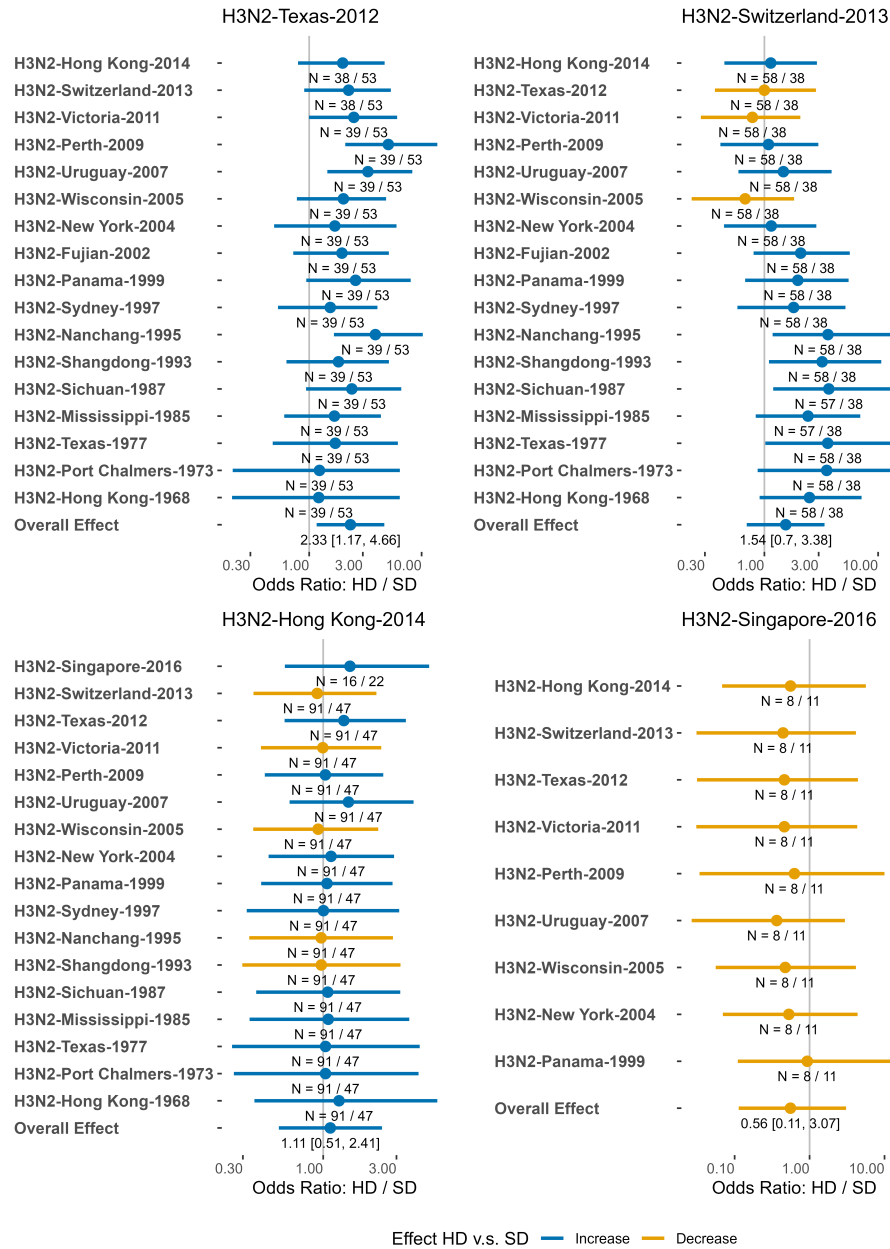 H3N2-Texas-2012
H3N2-Hong Kong-2014
N = 38 / 53
H3N2-Switzerland-2013
N = 38 / 53
H3N2-Victoria-2011
N = 39 / 53
H3N2-Perth-2009
N = 39 / 53
H3N2-Uruguay-2007
N = 39 / 53
H3N2-Wisconsin-2005
N = 39 / 53
H3N2-New York-2004
N = 39 / 53
H3N2-Fujian-2002
N = 39 / 53
H3N2-Panama-1999
N = 39 / 53
H3N2-Sydney-1997
N = 39 / 53
H3N2-Nanchang-1995
N = 39 / 53
H3N2-Shangdong-1993
N = 39 / 53
H3N2-Sichuan-1987
N = 39 / 53
H3N2-Mississippi-1985
N = 39 / 53
H3N2-Texas-1977
N = 39 / 53
H3N2-Port Chalmers-1973
N = 39 / 53
H3N2-Hong Kong-1968
N = 39 / 53
Overall Effect
2.33 [1.17, 4.66]
0.30 1.00 3.00 10.00
Odds Ratio: HD / SD
H3N2-Switzerland-2013
H3N2-Hong Kong-2014
N = 58 / 38
H3N2-Texas-2012
N = 58 / 38
H3N2-Victoria-2011
N = 58 / 38
H3N2-Perth-2009
N = 58 / 38
H3N2-Uruguay-2007
N = 58 / 38
H3N2-Wisconsin-2005
N = 58 / 38
H3N2-New York-2004
N = 58 / 38
H3N2-Fujian-2002
N = 58 / 38
H3N2-Panama-1999
N = 58 / 38
H3N2-Sydney-1997
N = 58 / 38
H3N2-Nanchang-1995
N = 58 / 38
H3N2-Shangdong-1993
N = 58 / 38
H3N2-Sichuan-1987
N = 57 / 38
H3N2-Mississippi-1985
N = 57 / 38
H3N2-Texas-1977
N = 58 / 38
H3N2-Port Chalmers-1973
N = 58 / 38
H3N2-Hong Kong-1968
N = 58 / 38
Overall Effect
1.54 [0.7, 3.38]
0.30 1.00 3.00 10.00
Odds Ratio: HD / SD
H3N2-Hong Kong-2014
H3N2-Singapore-2016
N = 16 / 22
H3N2-Switzerland-2013
N = 91 / 47
H3N2-Texas-2012
N = 91 / 47
H3N2-Victoria-2011
N = 91 / 47
H3N2-Perth-2009
N = 91 / 47
H3N2-Uruguay-2007
N = 91 / 47
H3N2-Wisconsin-2005
N = 91 / 47
H3N2-New York-2004
N = 91 / 47
H3N2-Panama-1999
N = 91 / 47
H3N2-Sydney-1997
N = 91 / 47
H3N2-Nanchang-1995
N = 91 / 47
H3N2-Shangdong-1993
N = 91 / 47
H3N2-Sichuan-1987
N = 91 / 47
H3N2-Mississippi-1985
N = 91 / 47
H3N2-Texas-1977
N = 91 / 47
H3N2-Port Chalmers-1973
N = 91 / 47
H3N2-Hong Kong-1968
N = 91 / 47
Overall Effect
1.11 [0.51, 2.41]
0.30 1.00 3.00
Odds Ratio: HD / SD
H3N2-Singapore-2016
H3N2-Hong Kong-2014
N = 8 / 11
H3N2-Switzerland-2013
N = 8 / 11
H3N2-Texas-2012
N = 8 / 11
H3N2-Victoria-2011
N = 8 / 11
H3N2-Perth-2009
N = 8 / 11
H3N2-Uruguay-2007
N = 8 / 11
H3N2-Wisconsin-2005
N = 8 / 11
H3N2-New York-2004
N = 8 / 11
H3N2-Panama-1999
N = 8 / 11
Overall Effect
0.56 [0.11, 3.07]
0.10 1.00 10.00
Odds Ratio: HD / SD
Effect HD v.s. SD Increase Decrease